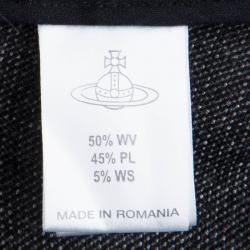 50% WV
45% PL
5% WS
MADE IN ROMANIA